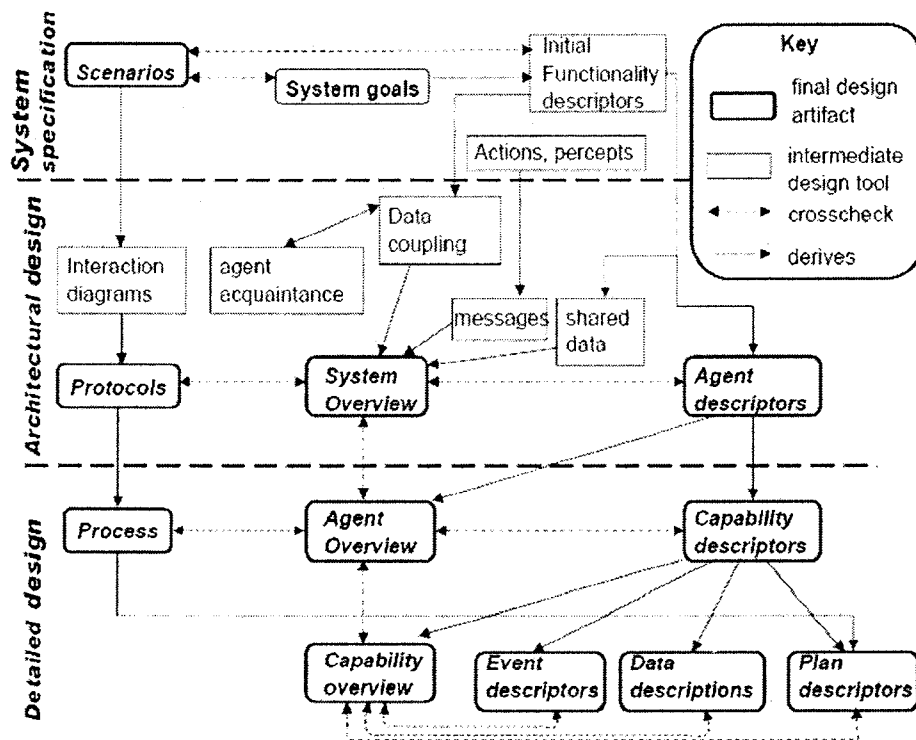 System
specification
Scenarios
System goals
Initial
Functionality
descriptors
Actions, percepts
Key
final design
artifact
intermediate
design tool
crosscheck
derives
Architectural design
Interaction
diagrams
agent
acquaintance
Data
coupling
messages
shared
data
Protocols
System
Overview
Agent
descriptors
Detailed design
Process
Agent
Overview
Capability
descriptors
Capability
overview
Event
descriptors
Data
descriptions
Plan
descriptors